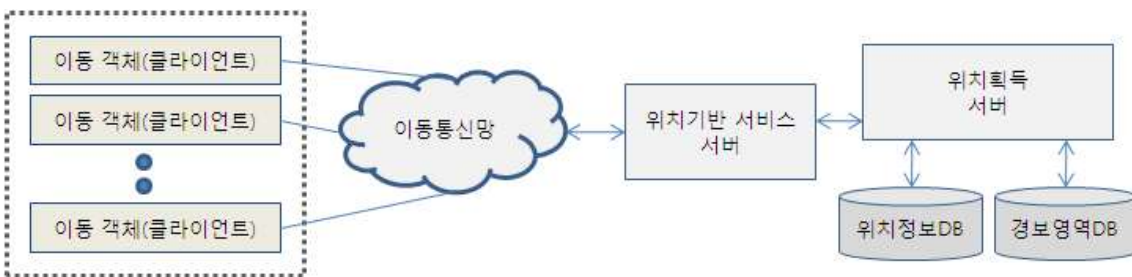 이동 객체(클라이언트)
이동 객체(클라이언트)
이동 객체(클라이언트)
이동통신망
위치기반 서비스
서버
위치획득
서버
위치정보DB
경보영역DB